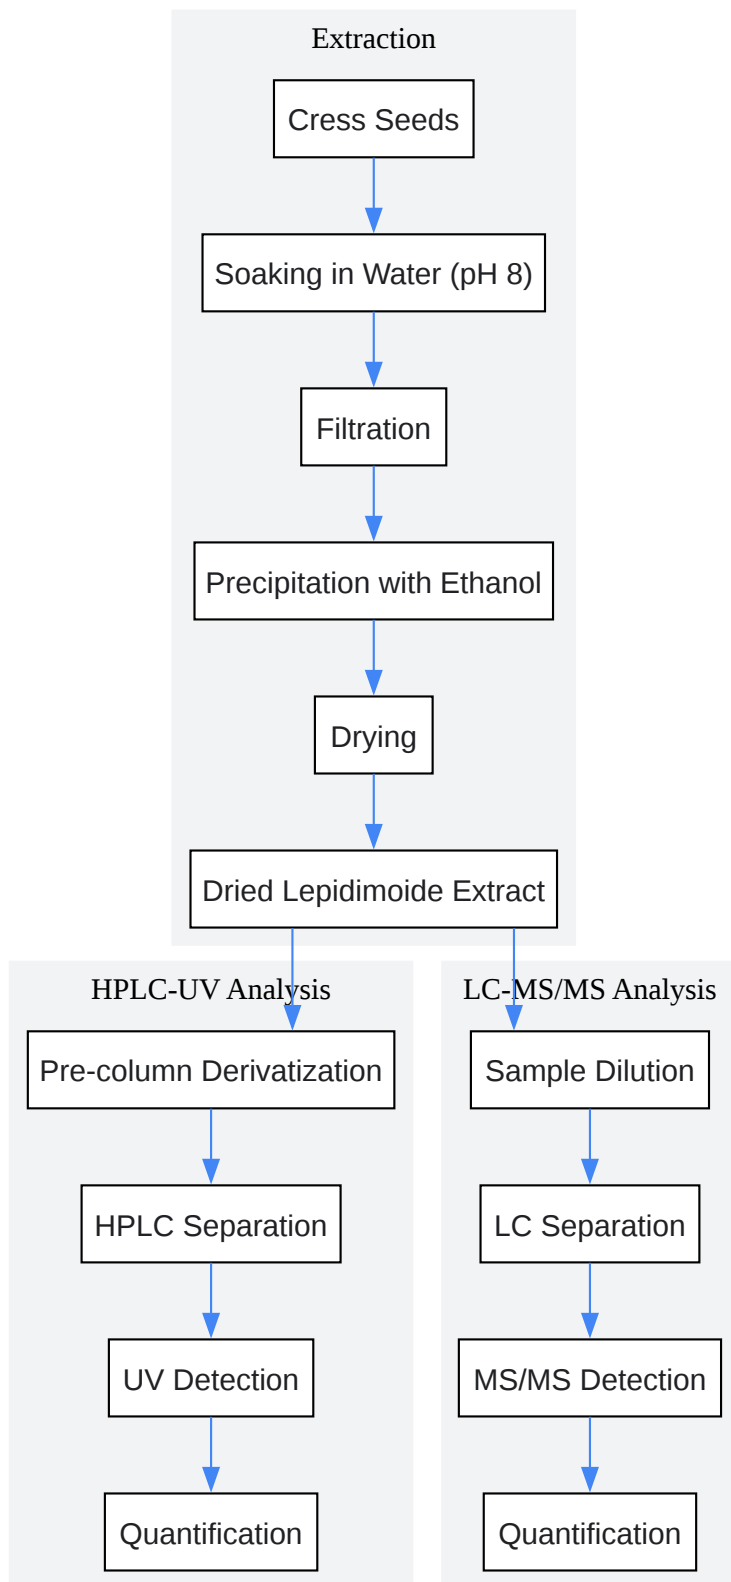 Extraction
Cress Seeds
Soaking in Water (pH 8)
Filtration
Precipitation with Ethanol
Drying
Dried Lepidimoide Extract
HPLC-UV Analysis
Pre-column Derivatization
HPLC Separation
UV Detection
Quantification
LC-MS/MS Analysis
Sample Dilution
LC Separation
MS/MS Detection
Quantification